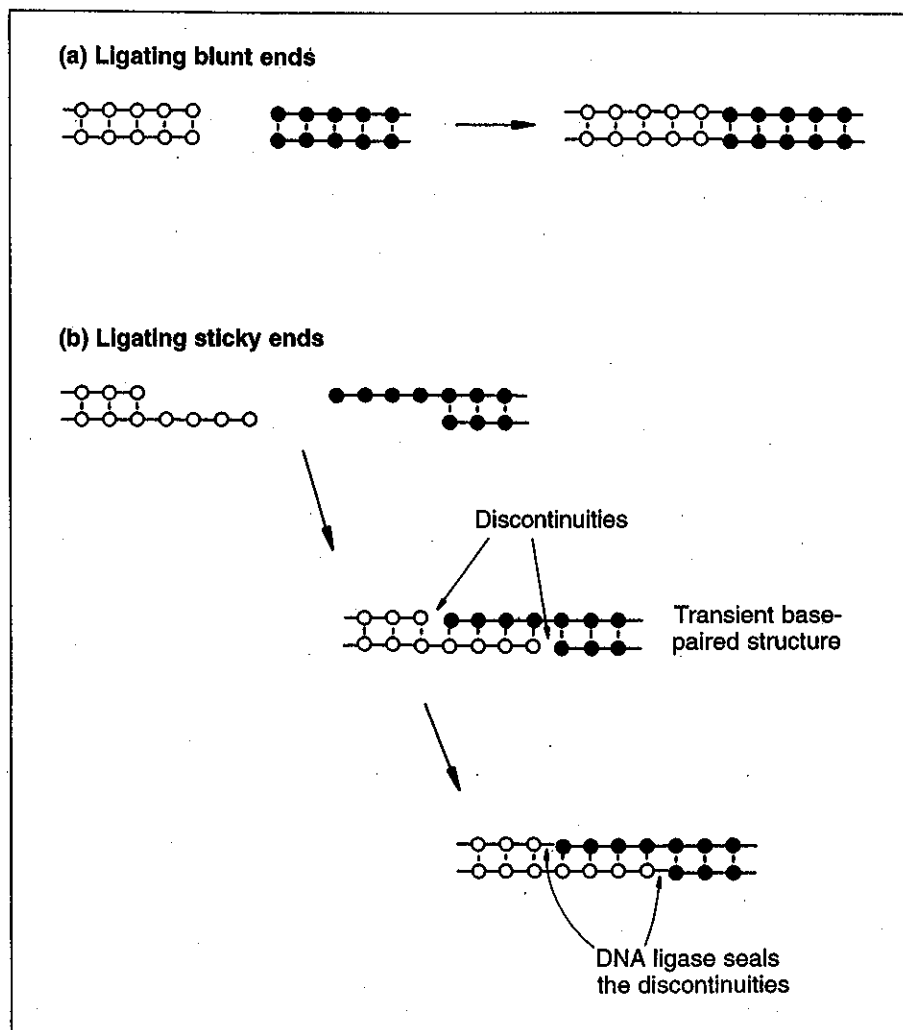 (a) Ligating blunt ends
(b) Ligating sticky ends
Discontinuities
Transient base-
paired structure
DNA ligase seals
the discontinuities